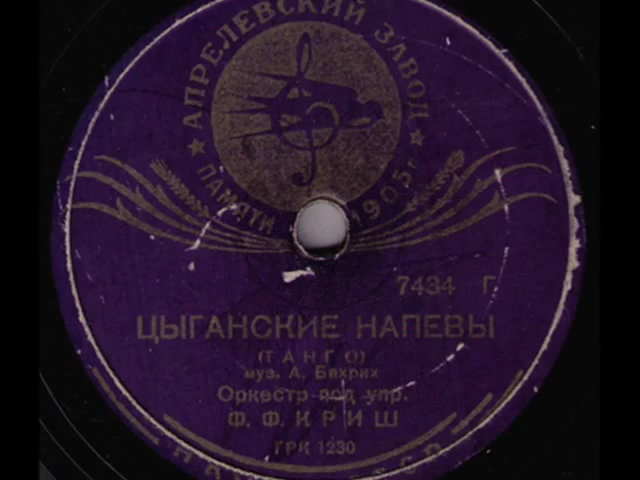 АПРЕЛЕВСКИЙ ЗАВОД
ПАМЯТИ 1905 г.
7434 Г
ЦЫГАНСКИЕ НАПЕВЫ
(ТАНГО)
муз. А. Бахрих
Оркестр под упр.
Ф. Ф. КРИШ
ГРК 1230